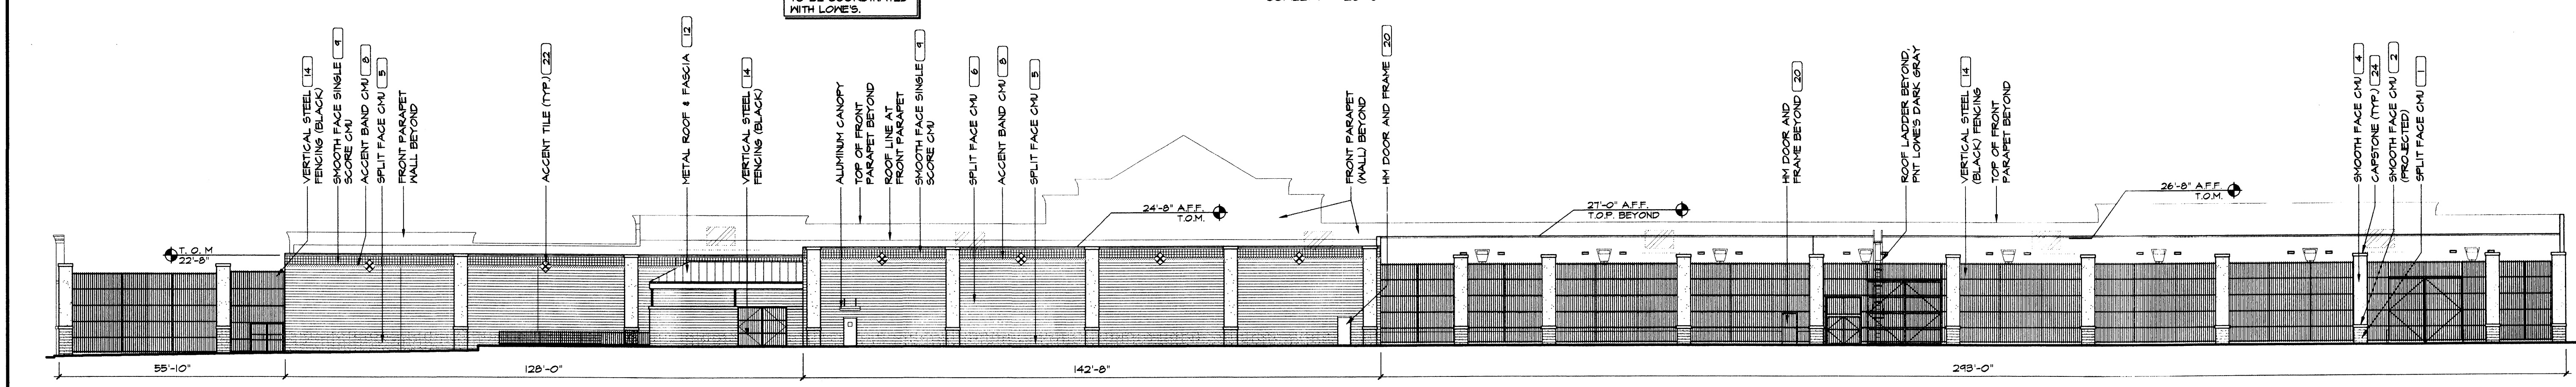 WITH LOWE'S.
VERTICAL STEEL 14
FENCING (BLACK)
SMOOTH FACE SINGLE 9
SCORE CMU
ACCENT BAND CMU 8
SPLIT FACE CMU 5
FRONT PARAPET
WALL BEYOND
ACCENT TILE (TYP.) 22
METAL ROOF & FASCIA 12
VERTICAL STEEL 14
FENCING (BLACK)
ALUMINUM CANOPY
TOP OF FRONT
PARAPET BEYOND
ROOF LINE AT
FRONT PARAPET
SMOOTH FACE SINGLE 9
SCORE CMU
SPLIT FACE CMU 6
ACCENT BAND CMU 8
SPLIT FACE CMU 5
FRONT PARAPET
(WALL) BEYOND
HM DOOR AND FRAME 20
HM DOOR AND
FRAME BEYOND 20
ROOF LADDER BEYOND,
PNT LOWE'S DARK GRAY
VERTICAL STEEL 14
(BLACK) FENCING
TOP OF FRONT
PARAPET BEYOND
SMOOTH FACE CMU 4
CAPSTONE (TYP.) 24
SMOOTH FACE CMU 2
(PROJECTED)
SPLIT FACE CMU 1
T. O. M
22'-8"
24'-8" A.F.F.
T.O.M.
27'-0" A.F.F.
T.O.P. BEYOND
26'-8" A.F.F.
T.O.M.
55'-10"
128'-0"
142'-8"
293'-0"